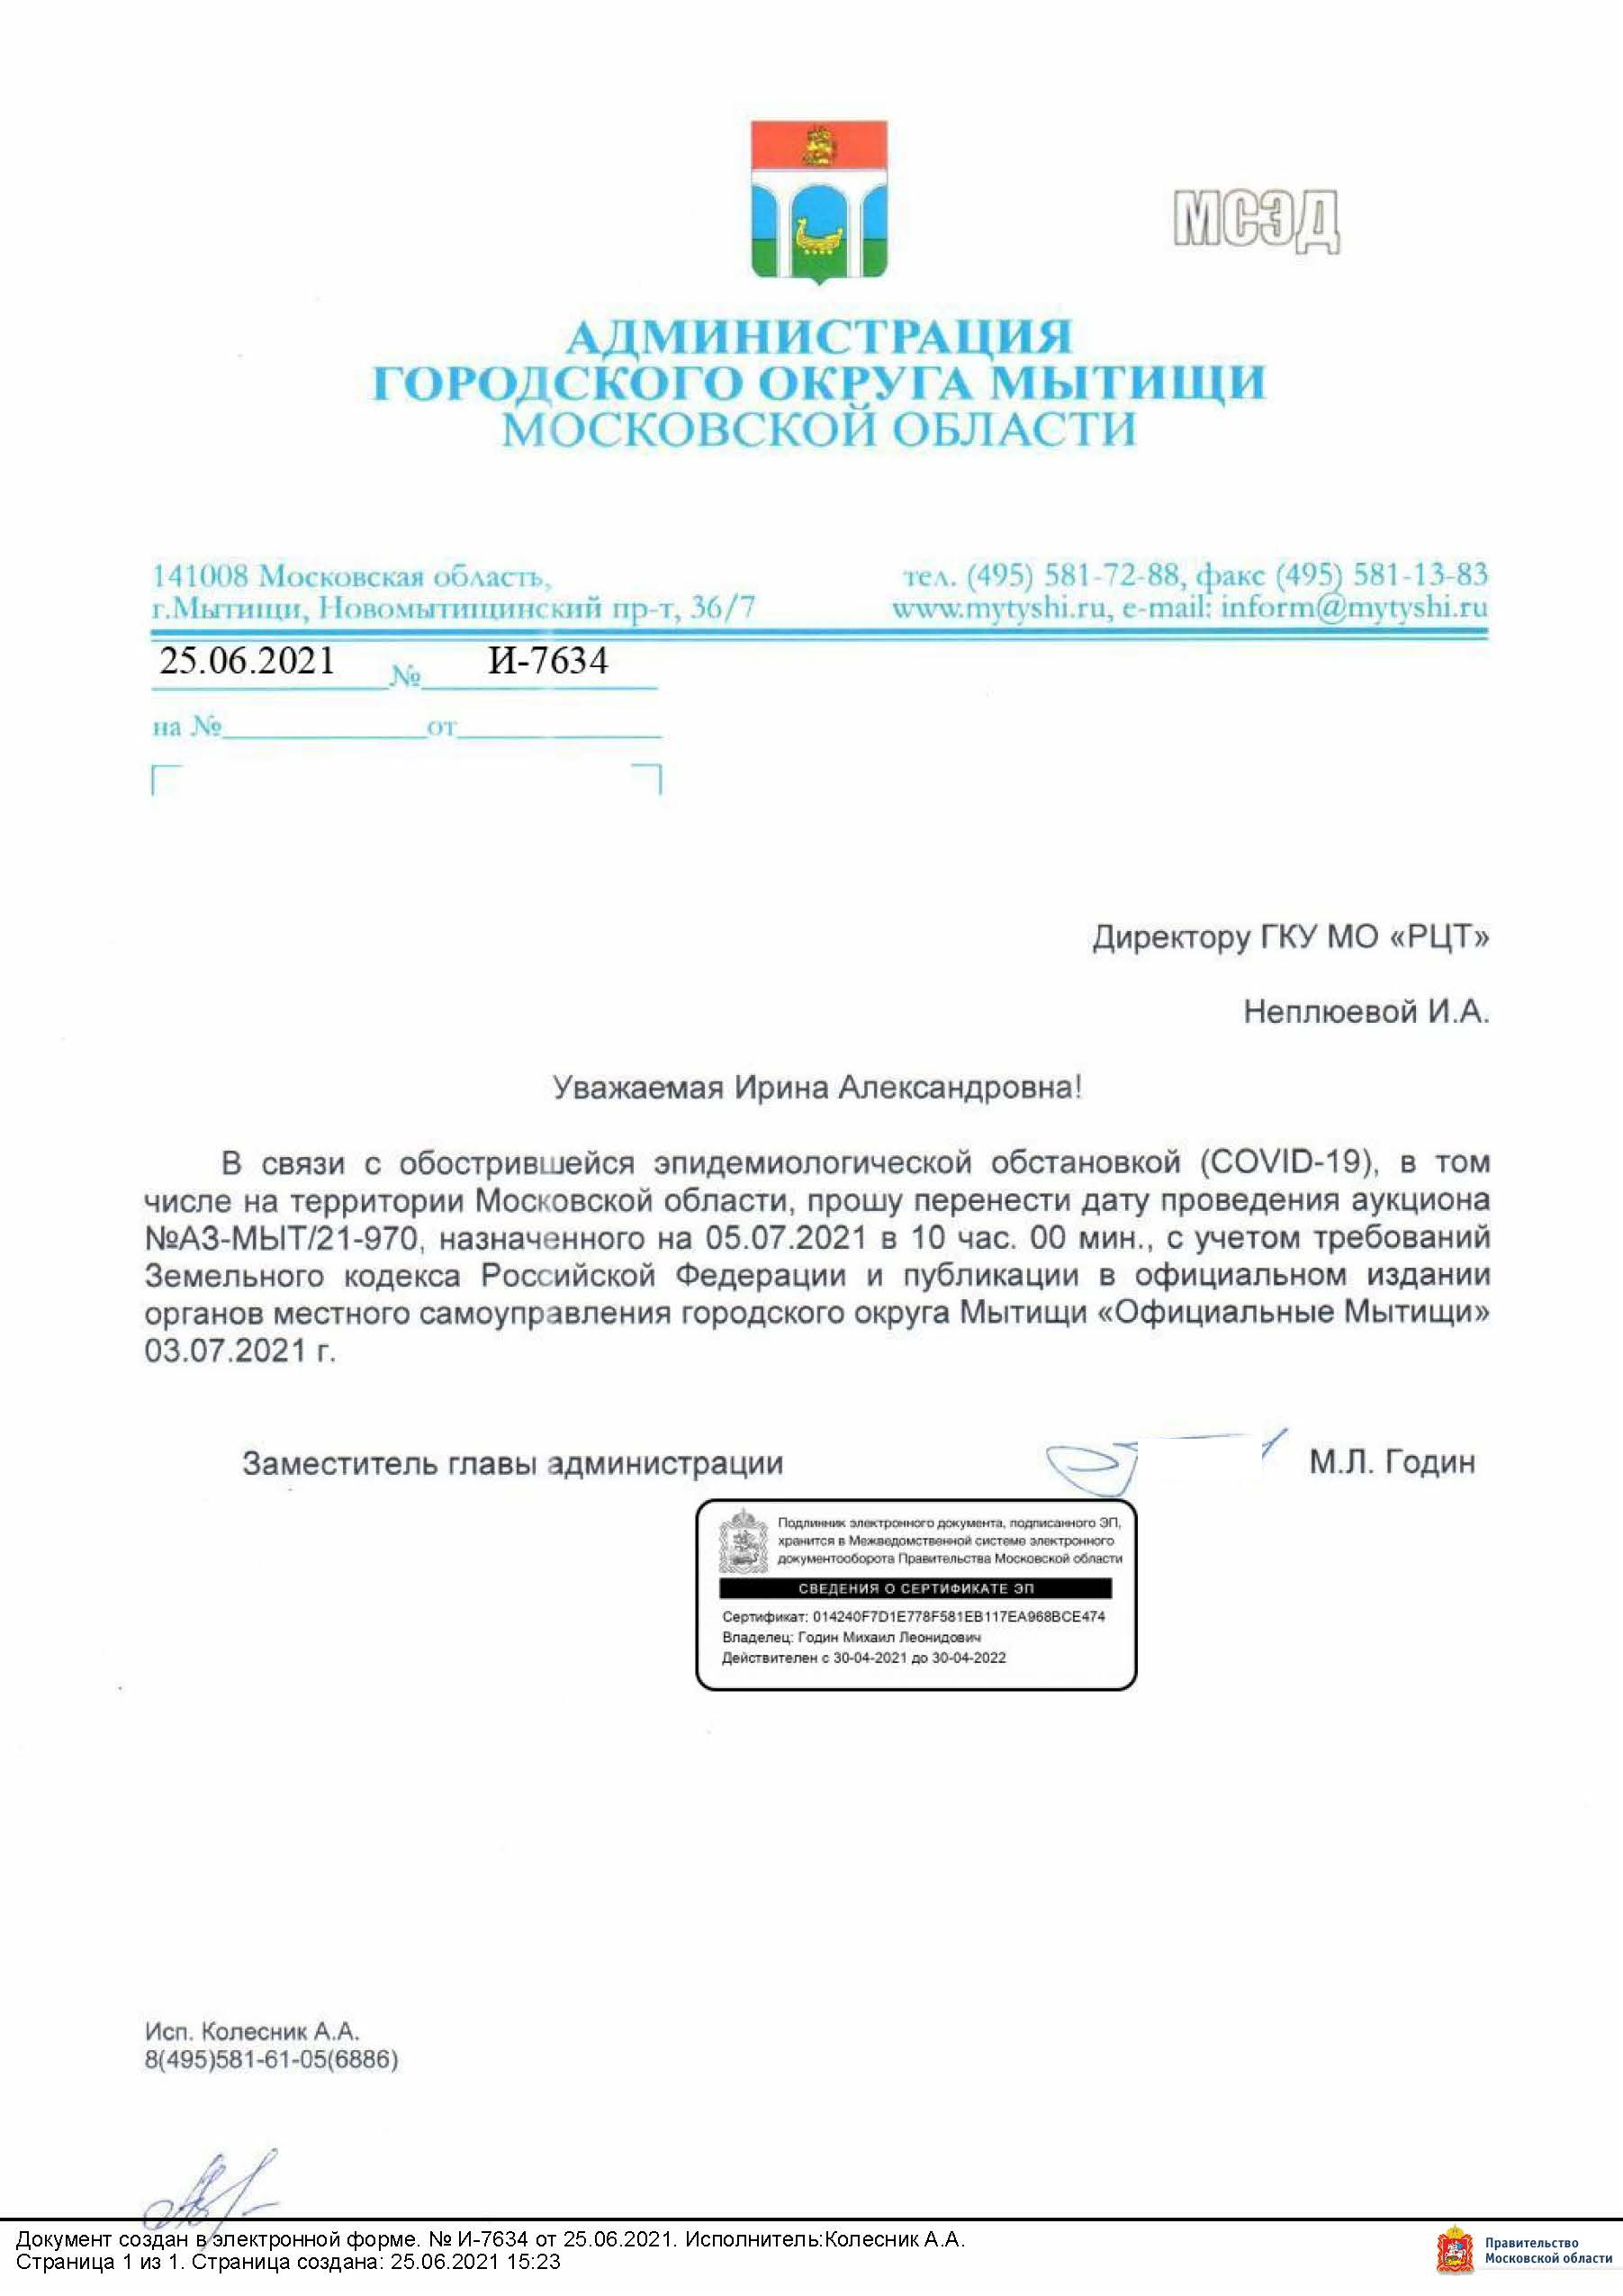 МСЭД
АДМИНИСТРАЦИЯ
ГОРОДСКОГО ОКРУГА МЫТИЩИ
МОСКОВСКОЙ ОБЛАСТИ
141008 Московская область,
г.Мытищи, Новомытищинский пр-т, 36/7
тел. (495) 581-72-88, факс (495) 581-13-83
www.mytyshi.ru, e-mail: inform@mytyshi.ru
25.06.2021 № И-7634
на № от
Директору ГКУ МО «РЦТ»
Неплюевой И.А.
Уважаемая Ирина Александровна!
В связи с обострившейся эпидемиологической обстановкой (COVID-19), в том
числе на территории Московской области, прошу перенести дату проведения аукциона
№АЗ-МЫТ/21-970, назначенного на 05.07.2021 в 10 час. 00 мин., с учетом требований
Земельного кодекса Российской Федерации и публикации в официальном издании
органов местного самоуправления городского округа Мытищи «Официальные Мытищи»
03.07.2021 г.
Заместитель главы администрации М.Л. Годин
Подлинник электронного документа, подписанного ЭП,
хранится в Межведомственной системе электронного
документооборота Правительства Московской области
СВЕДЕНИЯ О СЕРТИФИКАТЕ ЭП
Сертификат: 014240F7D1E778F581EB117EA968BCE474
Владелец: Годин Михаил Леонидович
Действителен с 30-04-2021 до 30-04-2022
Исп. Колесник А.А.
8(495)581-61-05(6886)
Документ создан в электронной форме. № И-7634 от 25.06.2021. Исполнитель:Колесник А.А.
Страница 1 из 1. Страница создана: 25.06.2021 15:23
Правительство
Московской области